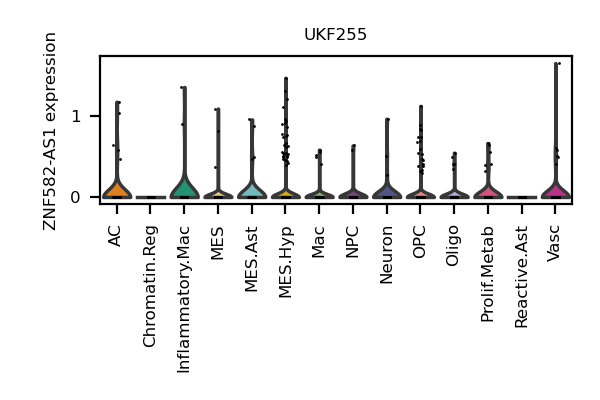 UKF255
ZNF582-AS1 expression
1
0
AC
Chromatin.Reg
Inflammatory.Mac
MES
MES.Ast
MES.Hyp
Mac
NPC
Neuron
OPC
Oligo
Prolif.Metab
Reactive.Ast
Vasc